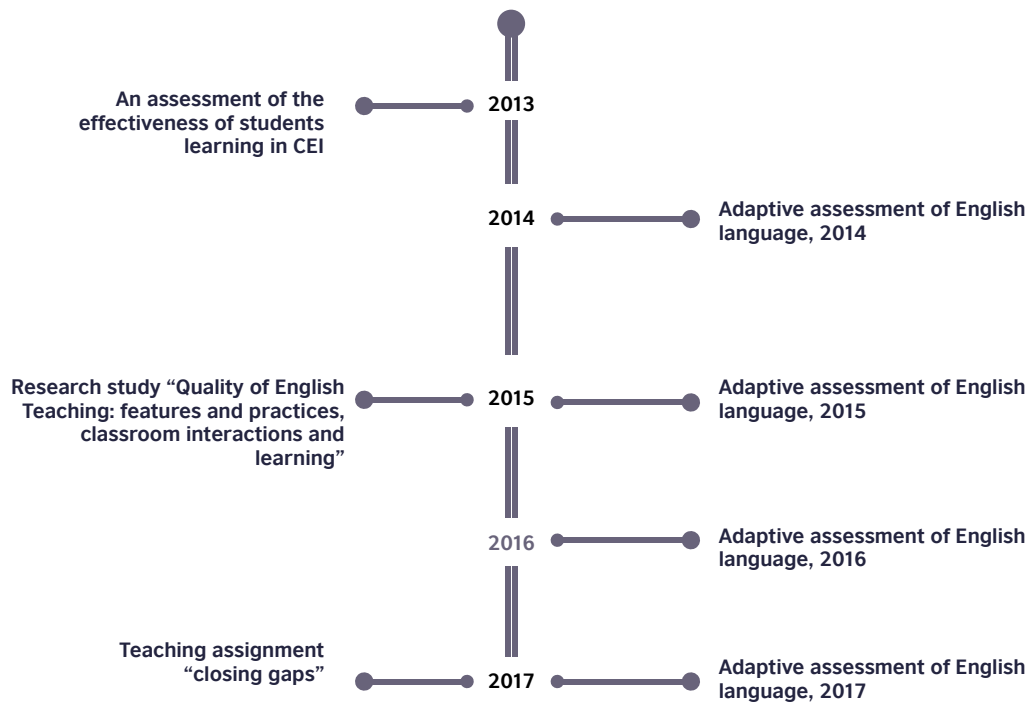 An assessment of the
effectiveness of students
learning in CEI
2013
2014
Adaptive assessment of English
language, 2014
Research study “Quality of English
Teaching: features and practices,
classroom interactions and
learning”
2015
Adaptive assessment of English
language, 2015
2016
Adaptive assessment of English
language, 2016
Teaching assignment
“closing gaps”
2017
Adaptive assessment of English
language, 2017